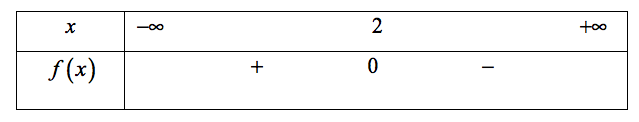 x −∞ 2 +∞
f(x) + 0 −